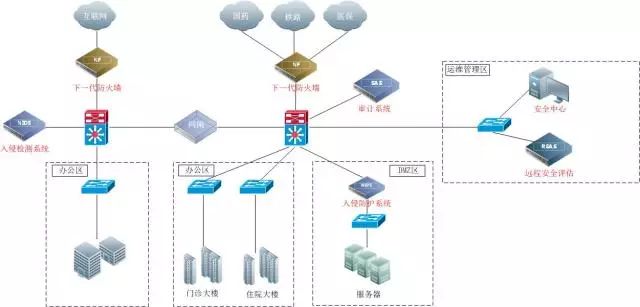 互联网
国药
铁路
医保
NF
下一代防火墙
NF
下一代防火墙
SAS
审计系统
运维管理区
安全中心
NIDS
入侵检测系统
网闸
RSAS
远程安全评估
办公区
办公区
DMZ区
NIPS
入侵防护系统
门诊大楼
住院大楼
服务器